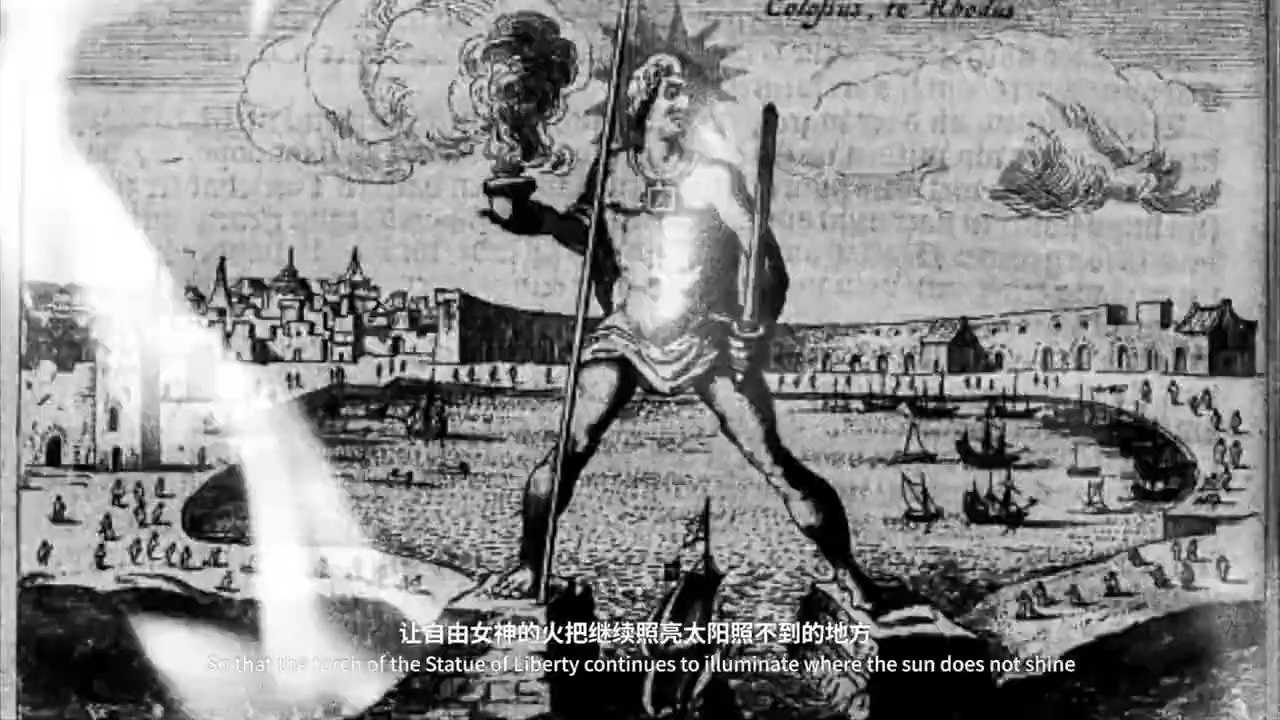 Colossus, te Rhodus
让自由女神的火把继续照亮太阳照不到的地方
So that the torch of the Statue of Liberty continues to illuminate where the sun does not shine